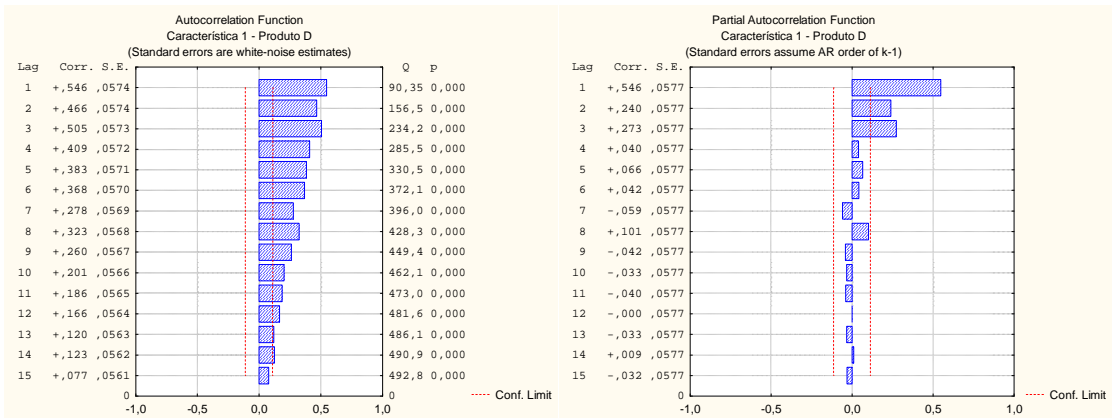 Autocorrelation Function
Característica 1 - Produto D
(Standard errors are white-noise estimates)
Lag Corr. S.E. Q p
1 +,546 ,0574 90,35 0,000
2 +,466 ,0574 156,5 0,000
3 +,505 ,0573 234,2 0,000
4 +,409 ,0572 285,5 0,000
5 +,383 ,0571 330,5 0,000
6 +,368 ,0570 372,1 0,000
7 +,278 ,0569 396,0 0,000
8 +,323 ,0568 428,3 0,000
9 +,260 ,0567 449,4 0,000
10 +,201 ,0566 462,1 0,000
11 +,186 ,0565 473,0 0,000
12 +,166 ,0564 481,6 0,000
13 +,120 ,0563 486,1 0,000
14 +,123 ,0562 490,9 0,000
15 +,077 ,0561 492,8 0,000
0 0
-1,0 -0,5 0,0 0,5 1,0
Conf. Limit
Partial Autocorrelation Function
Característica 1 - Produto D
(Standard errors assume AR order of k-1)
Lag Corr. S.E.
1 +,546 ,0577
2 +,240 ,0577
3 +,273 ,0577
4 +,040 ,0577
5 +,066 ,0577
6 +,042 ,0577
7 -,059 ,0577
8 +,101 ,0577
9 -,042 ,0577
10 -,033 ,0577
11 -,040 ,0577
12 -,000 ,0577
13 -,033 ,0577
14 +,009 ,0577
15 -,032 ,0577
0 0
-1,0 -0,5 0,0 0,5 1,0
Conf. Limit